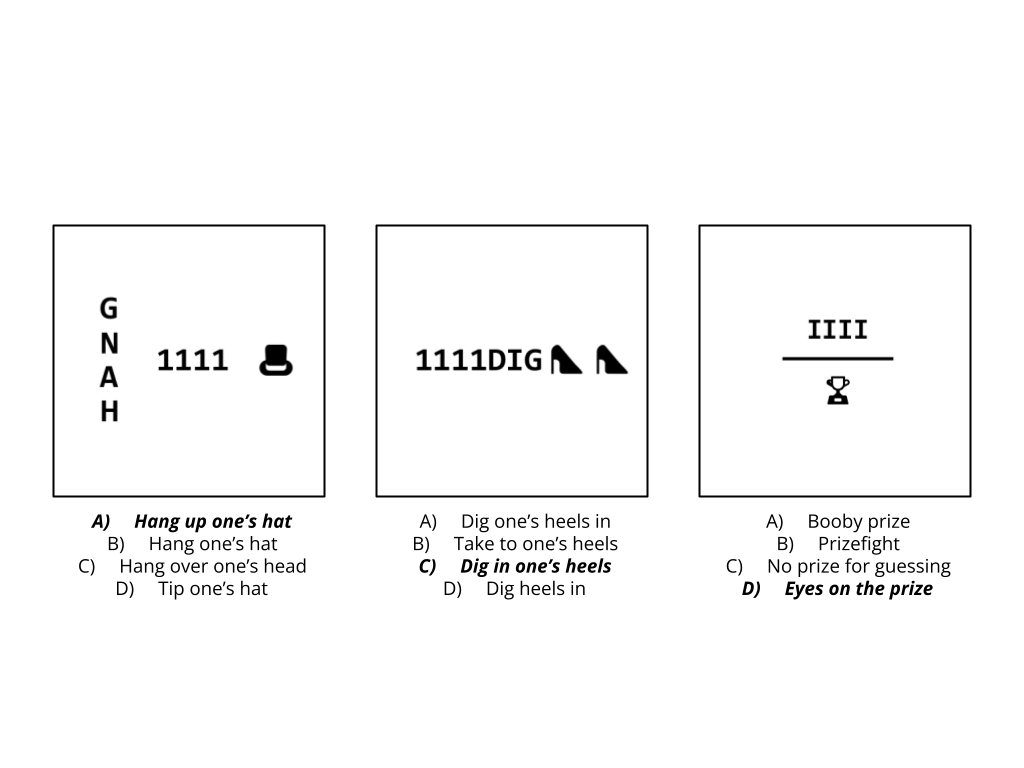 G
N
A
H
1111
1111DIG
IIII
A) Hang up one’s hat
B) Hang one’s hat
C) Hang over one’s head
D) Tip one’s hat
A) Dig one’s heels in
B) Take to one’s heels
C) Dig in one’s heels
D) Dig heels in
A) Booby prize
B) Prizefight
C) No prize for guessing
D) Eyes on the prize